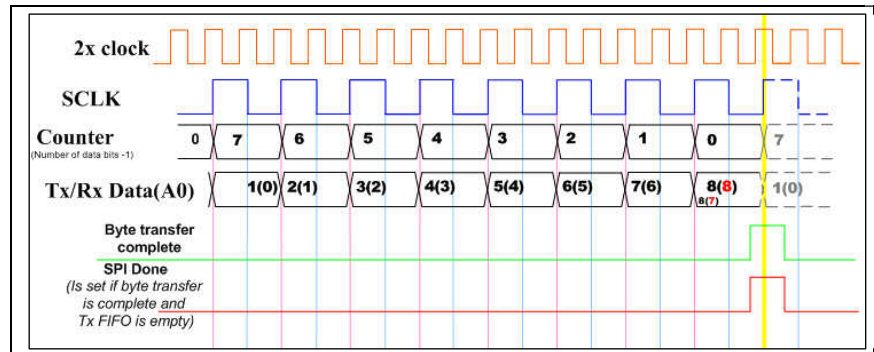 2x clock
SCLK
Counter
(Number of data bits -1)
0 7 6 5 4 3 2 1 0 7
Tx/Rx Data(A0)
1(0) 2(1) 3(2) 4(3) 5(4) 6(5) 7(6) 8(8) 1(0)
8(7)
Byte transfer
complete
SPI Done
(Is set if byte transfer
is complete and
Tx FIFO is empty)